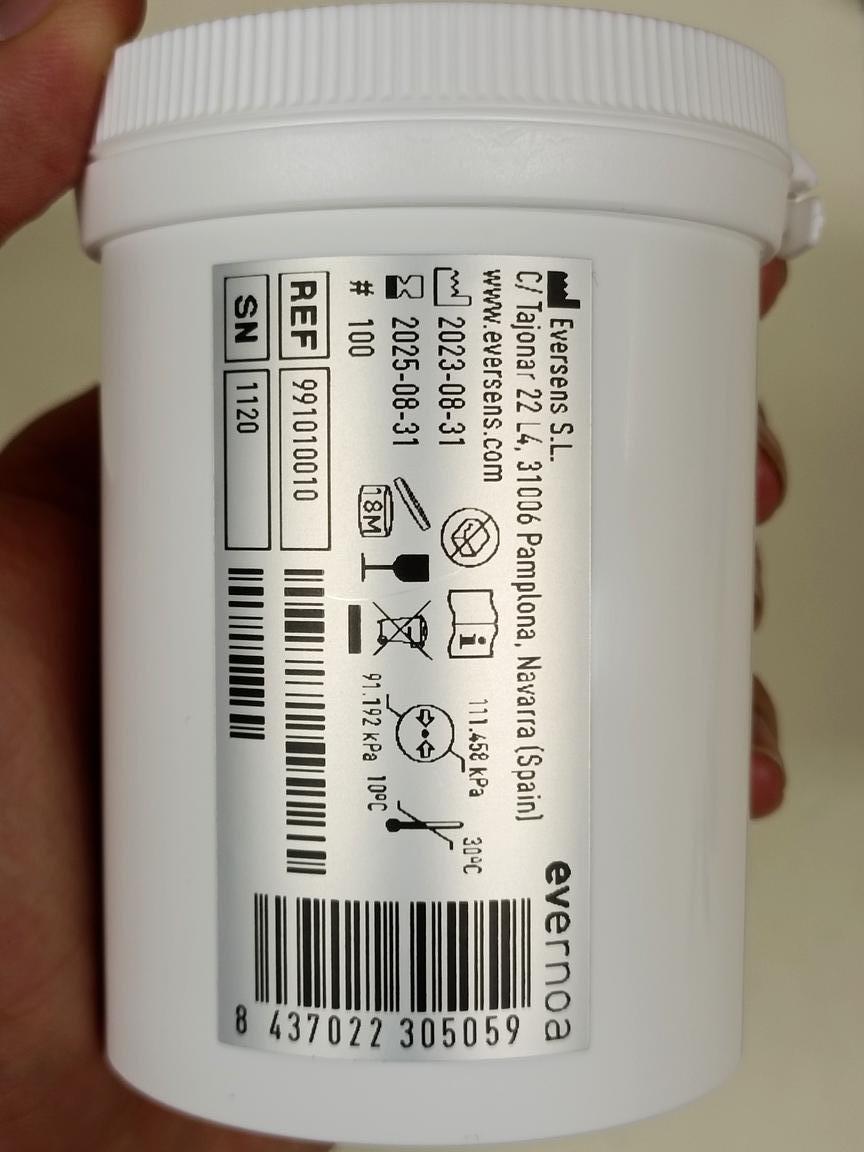 Eversens S.L.
C/ Tajonar 22 L4, 31006 Pamplona, Navarra (Spain)
www.eversens.com
2023-08-31
2025-08-31
# 100
18M
i
111.458 kPa
91.192 kPa
30ºC
10ºC
REF 991010010
SN 1120
evernoa
8 437022 305059